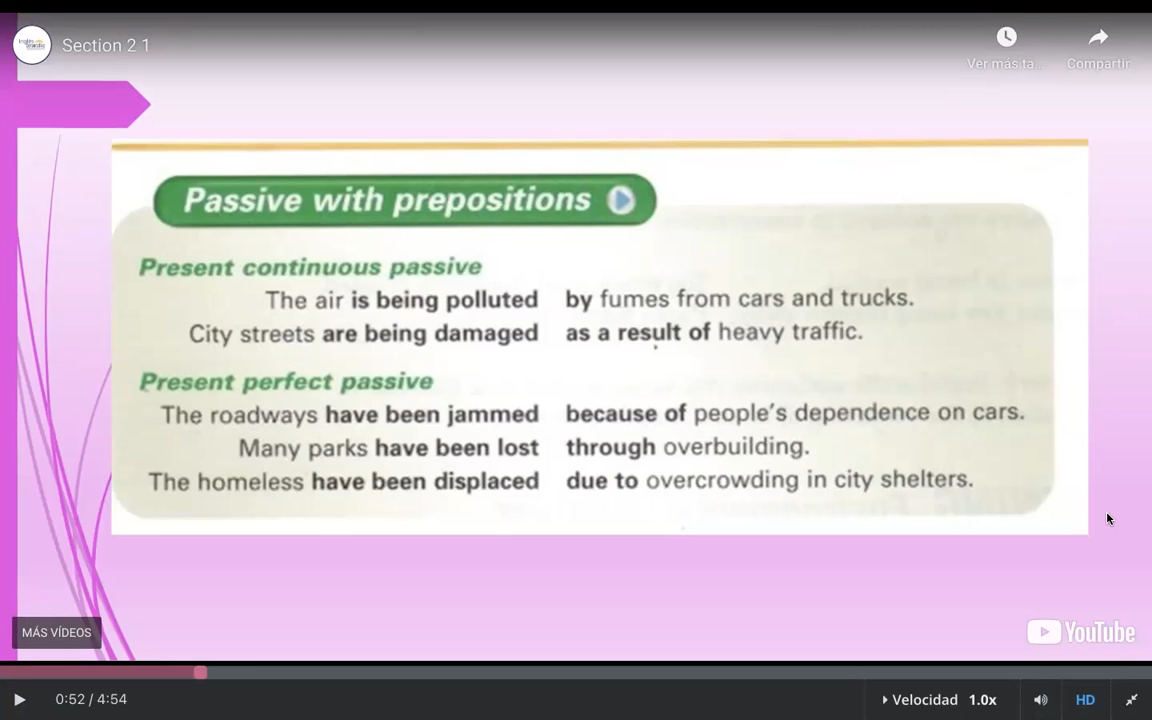 Section 2 1
Ver más ta...
Compartir
Passive with prepositions
Present continuous passive
The air is being polluted by fumes from cars and trucks.
City streets are being damaged as a result of heavy traffic.
Present perfect passive
The roadways have been jammed because of people's dependence on cars.
Many parks have been lost through overbuilding.
The homeless have been displaced due to overcrowding in city shelters.
MÁS VÍDEOS
YouTube
0:52 / 4:54
Velocidad 1.0x
HD